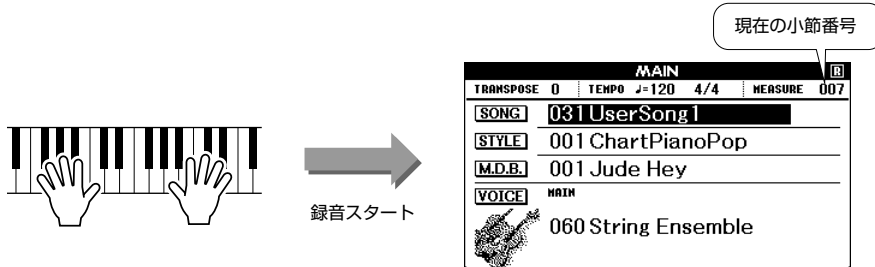 現在の小節番号
MAIN R
TRANSPOSE 0 TEMPO ♩=120 4/4 MEASURE 007
SONG 031 UserSong1
STYLE 001 ChartPianoPop
M.D.B. 001 Jude Hey
VOICE MAIN
060 String Ensemble
録音スタート